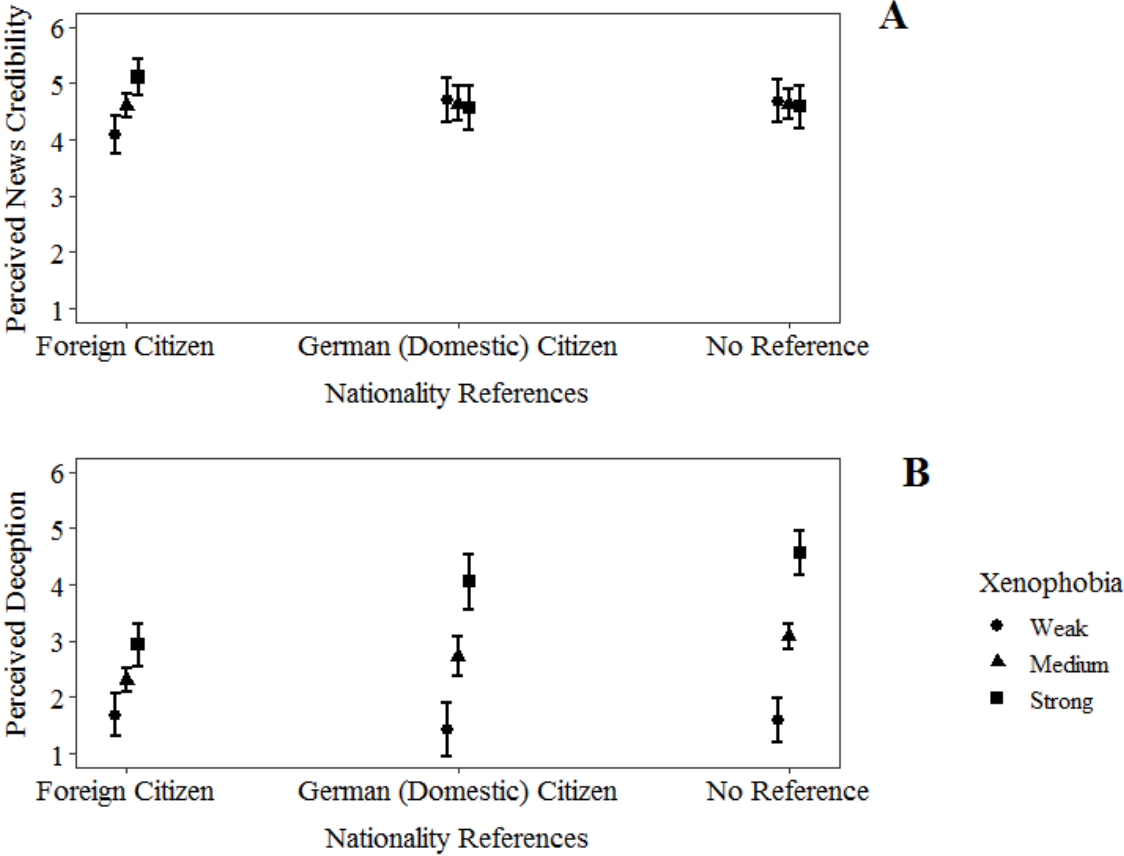 A
Perceived News Credibility
6
5
4
3
2
1
Foreign Citizen German (Domestic) Citizen No Reference
Nationality References
B
Perceived Deception
6
5
4
3
2
1
Foreign Citizen German (Domestic) Citizen No Reference
Nationality References
Xenophobia
Weak
Medium
Strong